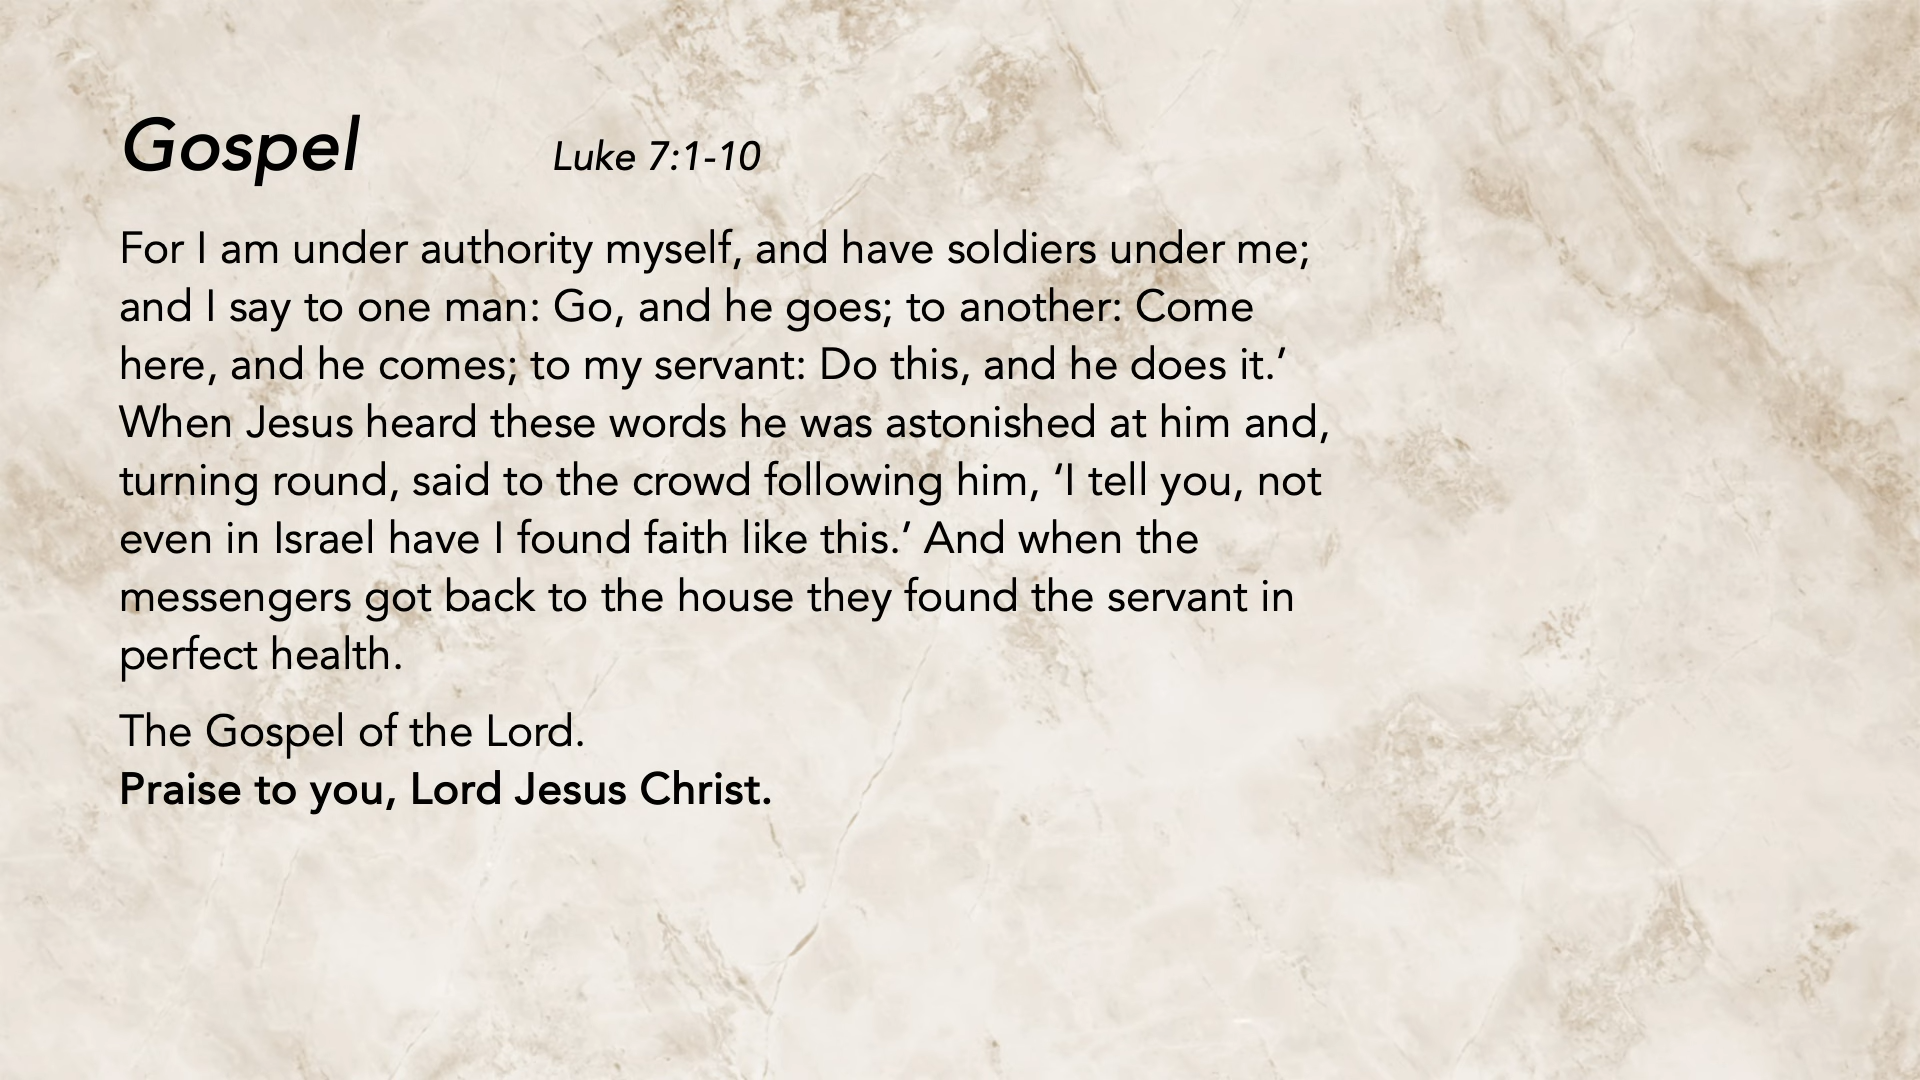 Gospel Luke 7:1-10
For I am under authority myself, and have soldiers under me;
and I say to one man: Go, and he goes; to another: Come
here, and he comes; to my servant: Do this, and he does it.’
When Jesus heard these words he was astonished at him and,
turning round, said to the crowd following him, ‘I tell you, not
even in Israel have I found faith like this.’ And when the
messengers got back to the house they found the servant in
perfect health.
The Gospel of the Lord.
Praise to you, Lord Jesus Christ.